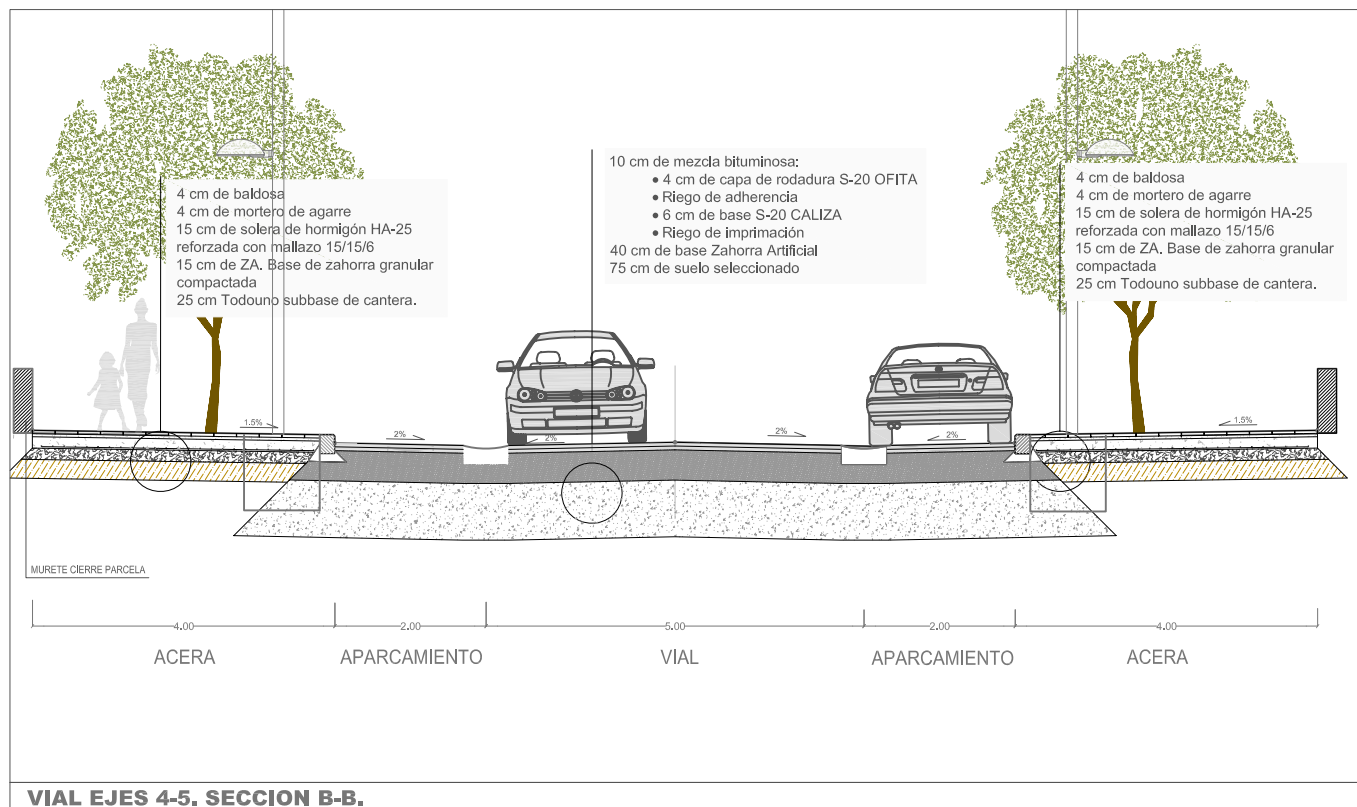 4 cm de baldosa
4 cm de mortero de agarre
15 cm de solera de hormigón HA-25
reforzada con mallazo 15/15/6
15 cm de ZA. Base de zahorra granular
compactada
25 cm Todouno subbase de cantera.
10 cm de mezcla bituminosa:
• 4 cm de capa de rodadura S-20 OFITA
• Riego de adherencia
• 6 cm de base S-20 CALIZA
• Riego de imprimación
40 cm de base Zahorra Artificial
75 cm de suelo seleccionado
4 cm de baldosa
4 cm de mortero de agarre
15 cm de solera de hormigón HA-25
reforzada con mallazo 15/15/6
15 cm de ZA. Base de zahorra granular
compactada
25 cm Todouno subbase de cantera.
1.5%
2%
2%
2%
2%
1.5%
MURETE CIERRE PARCELA
4.00
2.00
5.00
2.00
4.00
ACERA
APARCAMIENTO
VIAL
APARCAMIENTO
ACERA
VIAL EJES 4-5. SECCION B-B.